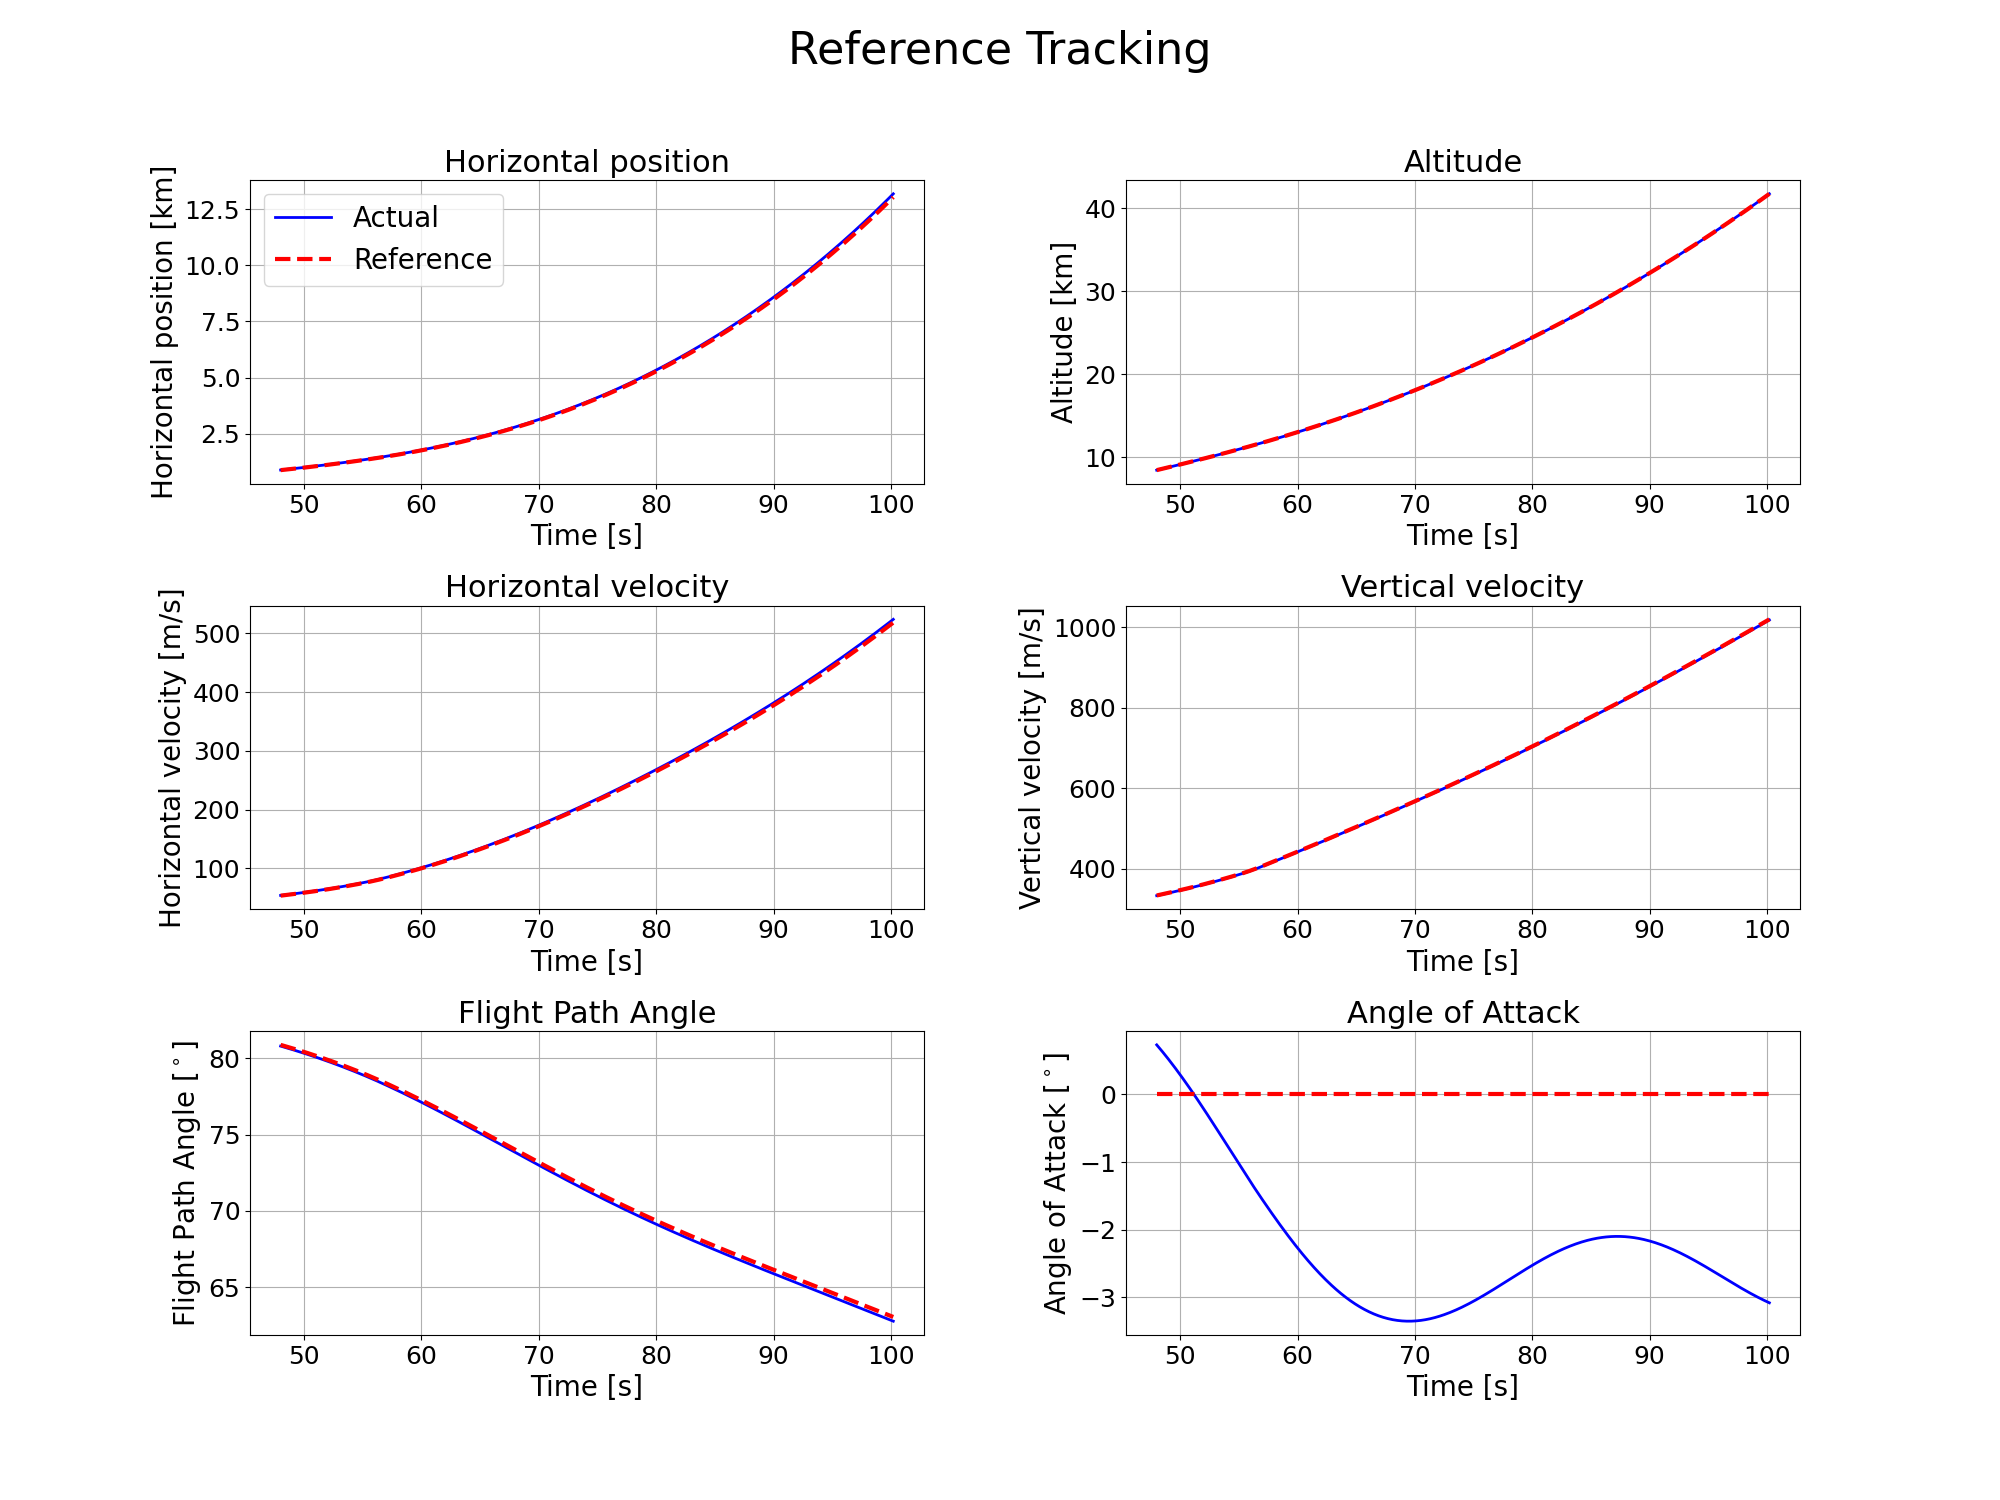 Reference Tracking
Horizontal position
Horizontal position [km]
12.5
10.0
7.5
5.0
2.5
Actual
Reference
50 60 70 80 90 100
Time [s]
Altitude
Altitude [km]
40
30
20
10
50 60 70 80 90 100
Time [s]
Horizontal velocity
Horizontal velocity [m/s]
500
400
300
200
100
50 60 70 80 90 100
Time [s]
Vertical velocity
Vertical velocity [m/s]
1000
800
600
400
50 60 70 80 90 100
Time [s]
Flight Path Angle
Flight Path Angle [°]
80
75
70
65
50 60 70 80 90 100
Time [s]
Angle of Attack
Angle of Attack [°]
0
−1
−2
−3
50 60 70 80 90 100
Time [s]